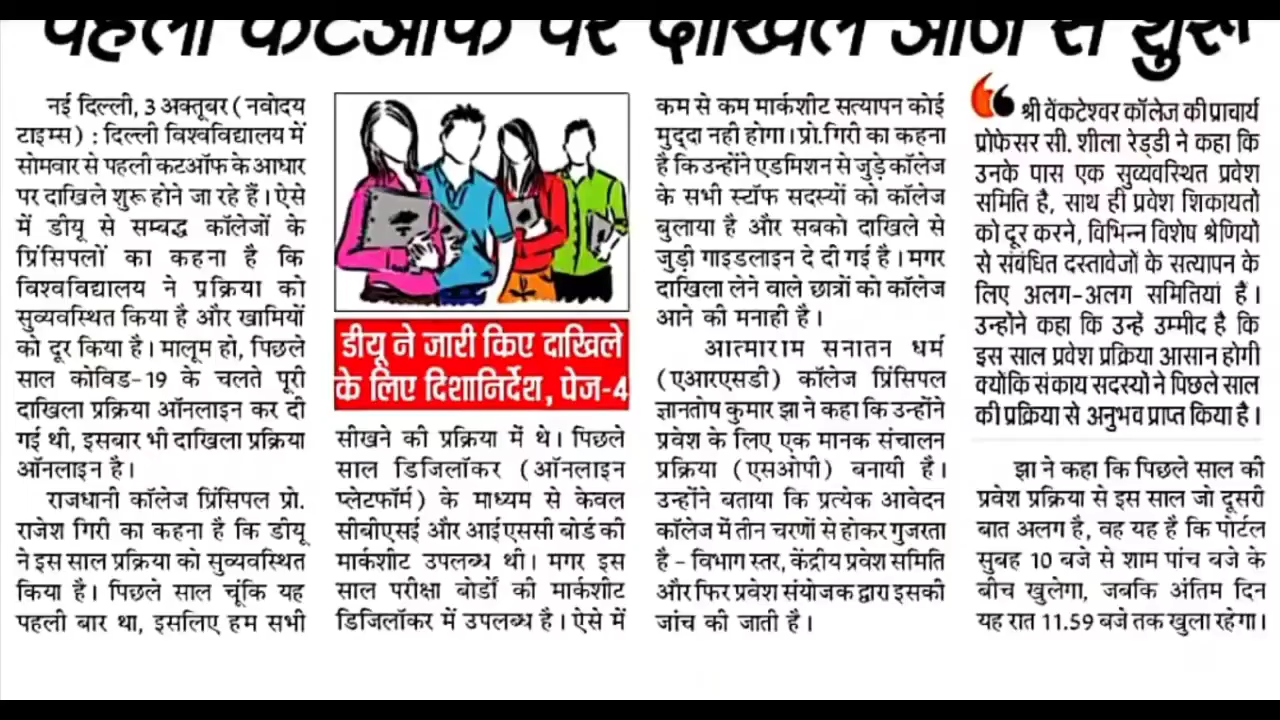 पहली कटऑफ पर दाखिले आज से शुरू
नई दिल्ली, 3 अक्तूबर ( नवोदय
टाइम्स) : दिल्ली विश्वविद्यालय में
सोमवार से पहली कटऑफ के आधार
पर दाखिले शुरू होने जा रहे हैं। ऐसे
में डीयू से सम्बद्ध कॉलेजों के
प्रिंसिपलों का कहना है कि
विश्वविद्यालय ने प्रक्रिया को
सुव्यवस्थित किया है और खामियों
को दूर किया है। मालूम हो, पिछले
साल कोविड-19 के चलते पूरी
दाखिला प्रक्रिया ऑनलाइन कर दी
गई थी, इसबार भी दाखिला प्रक्रिया
ऑनलाइन है।
राजधानी कॉलेज प्रिंसिपल प्रो.
राजेश गिरी का कहना है कि डीयू
ने इस साल प्रक्रिया को सुव्यवस्थित
किया है। पिछले साल चूंकि यह
पहली बार था, इसलिए हम सभी
डीयू ने जारी किए दाखिले
के लिए दिशानिर्देश, पेज-4
सीखने की प्रक्रिया में थे। पिछले
साल डिजिलॉकर (ऑनलाइन
प्लेटफॉर्म) के माध्यम से केवल
सीबीएसई और आईएससी बोर्ड की
मार्कशीट उपलब्ध थी। मगर इस
साल परीक्षा बोर्डों की मार्कशीट
डिजिलॉकर में उपलब्ध है। ऐसे में
कम से कम मार्कशीट सत्यापन कोई
मुद्दा नही होगा। प्रो.गिरी का कहना
है कि उन्होंने एडमिशन से जुड़े कॉलेज
के सभी स्टॉफ सदस्यों को कॉलेज
बुलाया है और सबको दाखिले से
जुड़ी गाइडलाइन दे दी गई है। मगर
दाखिला लेने वाले छात्रों को कॉलेज
आने की मनाही है।
आत्माराम सनातन धर्म
(एआरएसडी) कॉलेज प्रिंसिपल
ज्ञानतोष कुमार झा ने कहा कि उन्होंने
प्रवेश के लिए एक मानक संचालन
प्रक्रिया (एसओपी) बनायी है।
उन्होंने बताया कि प्रत्येक आवेदन
कॉलेज में तीन चरणों से होकर गुजरता
है - विभाग स्तर, केंद्रीय प्रवेश समिति
और फिर प्रवेश संयोजक द्वारा इसकी
जांच की जाती है।
श्री वेंकटेश्वर कॉलेज की प्राचार्य
प्रोफेसर सी. शीला रेड्डी ने कहा कि
उनके पास एक सुव्यवस्थित प्रवेश
समिति है, साथ ही प्रवेश शिकायतों
को दूर करने, विभिन्न विशेष श्रेणियों
से संबंधित दस्तावेजों के सत्यापन के
लिए अलग-अलग समितियां हैं।
उन्होंने कहा कि उन्हें उम्मीद है कि
इस साल प्रवेश प्रक्रिया आसान होगी
क्योंकि संकाय सदस्यों ने पिछले साल
की प्रक्रिया से अनुभव प्राप्त किया है।
झा ने कहा कि पिछले साल की
प्रवेश प्रक्रिया से इस साल जो दूसरी
बात अलग है, वह यह है कि पोर्टल
सुबह 10 बजे से शाम पांच बजे के
बीच खुलेगा, जबकि अंतिम दिन
यह रात 11.59 बजे तक खुला रहेगा।